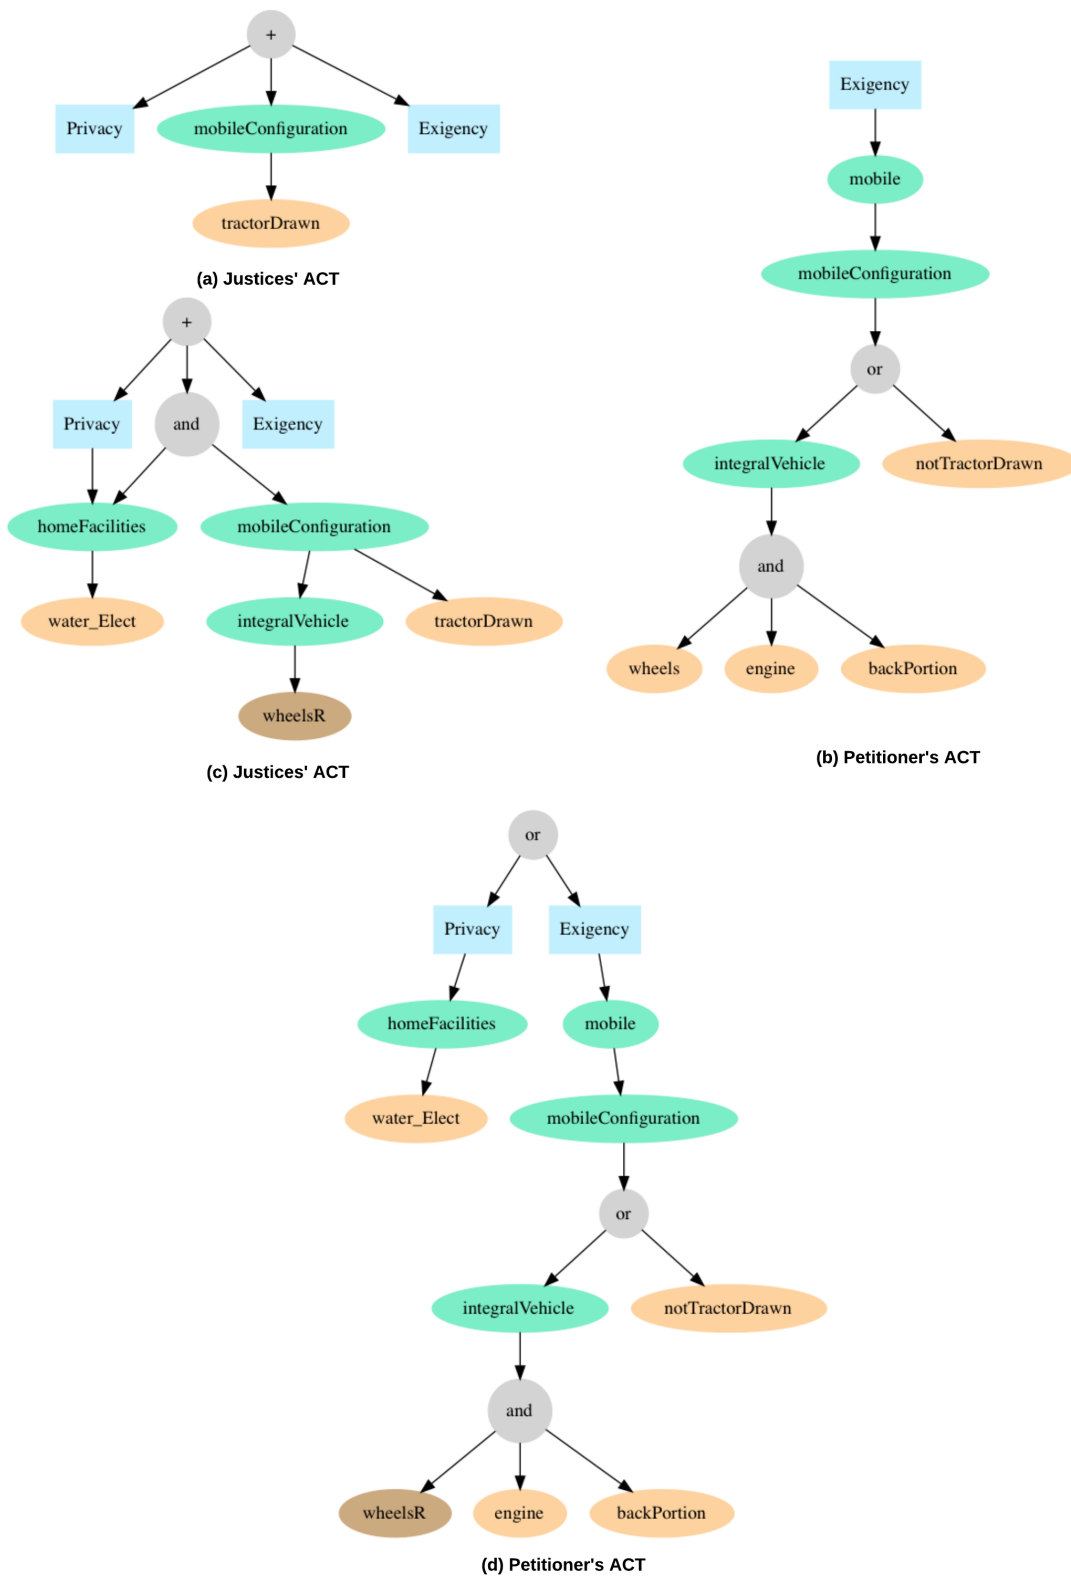 +
Privacy
mobileConfiguration
Exigency
tractorDrawn
(a) Justices' ACT
Exigency
mobile
mobileConfiguration
or
integralVehicle
notTractorDrawn
and
wheels
engine
backPortion
(b) Petitioner's ACT
+
Privacy
and
Exigency
homeFacilities
mobileConfiguration
water_Elect
integralVehicle
tractorDrawn
wheelsR
(c) Justices' ACT
or
Privacy
Exigency
homeFacilities
mobile
water_Elect
mobileConfiguration
or
integralVehicle
notTractorDrawn
and
wheelsR
engine
backPortion
(d) Petitioner's ACT